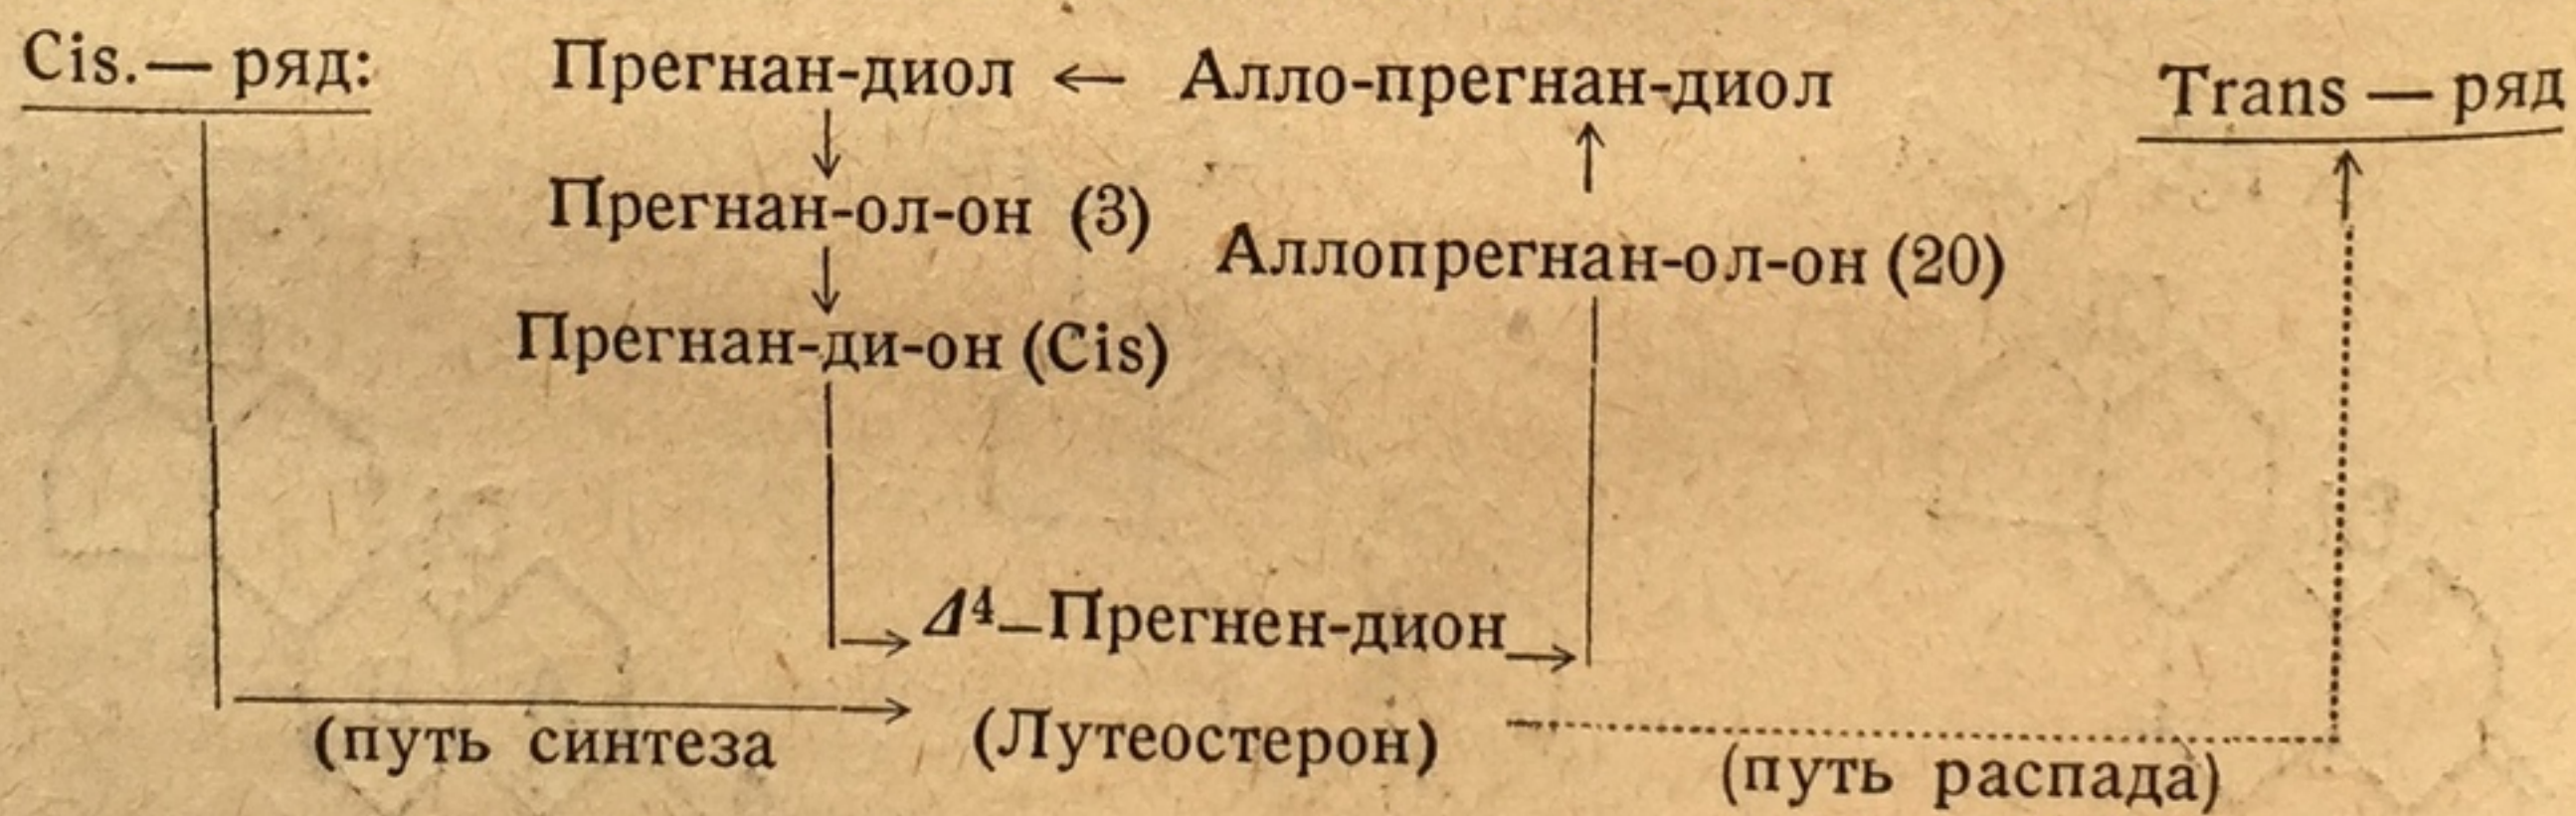 Cis.— ряд: Прегнан-диол ← Алло-прегнан-диол Trans — ряд
↓ ↑
Прегнан-ол-он (3)
Аллопрегнан-ол-он (20)
↓
Прегнан-ди-он (Cis)
→ Δ⁴—Прегнен-дион →
→ (Лутеостерон)
(путь синтеза
(путь распада)